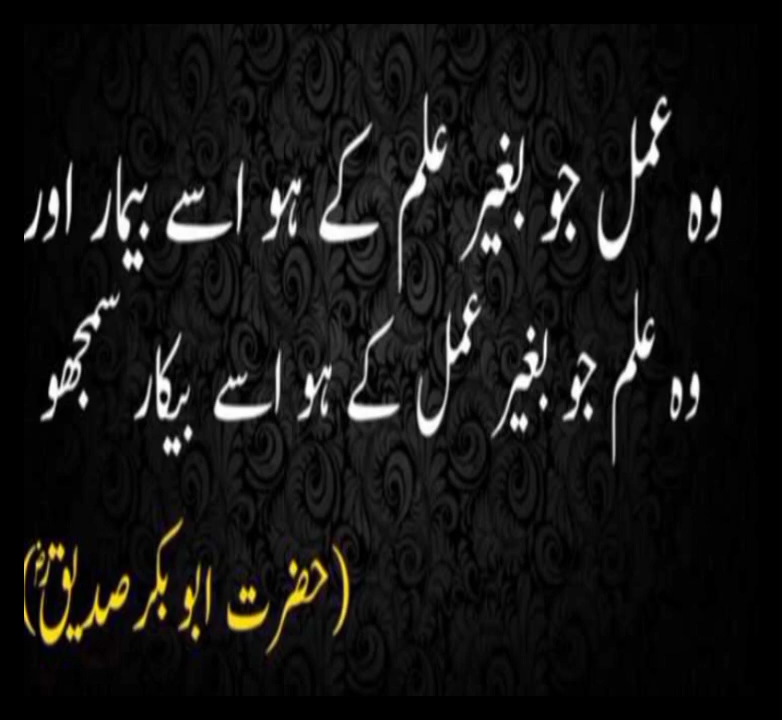 وہ عمل جو بغیر علم کے ہو اسے بیمار اور
وہ علم جو بغیر عمل کے ہو اسے بیکار سمجھو
(حضرت ابو بکر صدیقؓ)